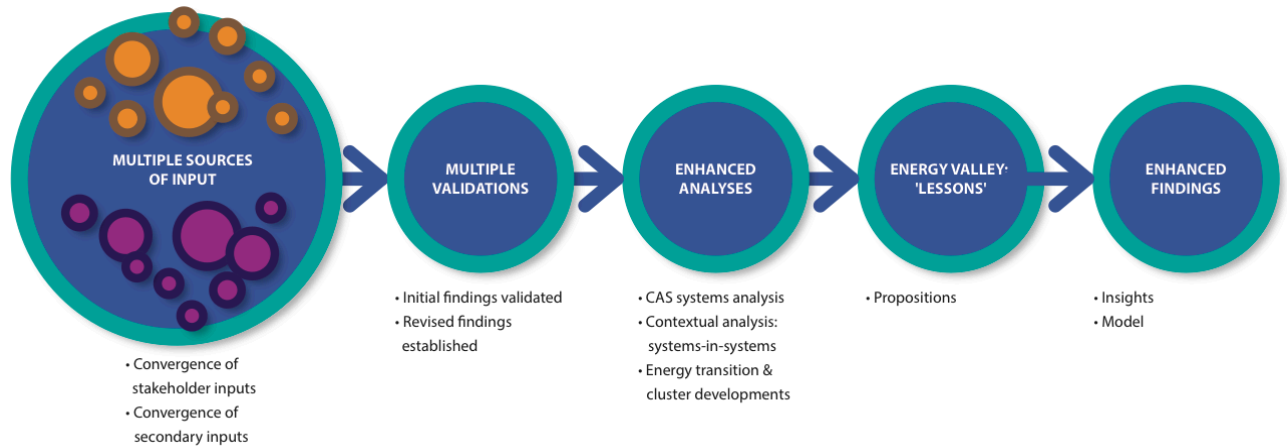 MULTIPLE SOURCES
OF INPUT
• Convergence of
stakeholder inputs
• Convergence of
secondary inputs
MULTIPLE
VALIDATIONS
• Initial findings validated
• Revised findings
established
ENHANCED
ANALYSES
• CAS systems analysis
• Contextual analysis:
systems-in-systems
• Energy transition &
cluster developments
ENERGY VALLEY·
'LESSONS'
• Propositions
ENHANCED
FINDINGS
• Insights
• Model